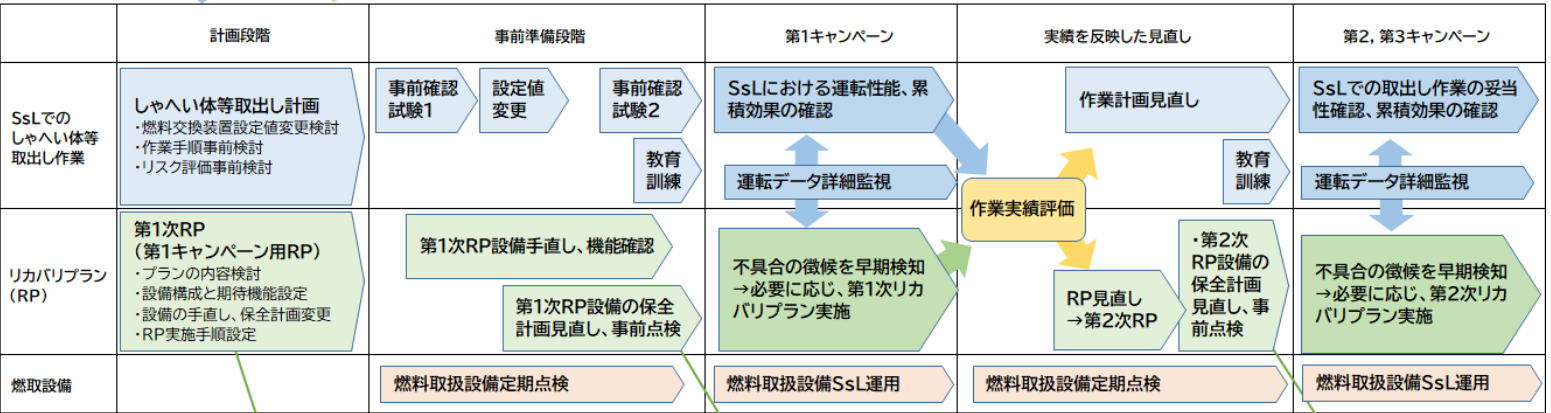 計画段階
事前準備段階
第1キャンペーン
実績を反映した見直し
第2, 第3キャンペーン
SsLでの
しゃへい体等
取出し作業
しゃへい体等取出し計画
・燃料交換装置設定値変更検討
・作業手順事前検討
・リスク評価事前検討
事前確認
試験1
設定値
変更
事前確認
試験2
教育
訓練
SsLにおける運転性能、累
積効果の確認
運転データ詳細監視
作業実績評価
作業計画見直し
教育
訓練
SsLでの取出し作業の妥当
性確認、累積効果の確認
運転データ詳細監視
リカバリプラン
(RP)
第1次RP
(第1キャンペーン用RP)
・プランの内容検討
・設備構成と期待機能設定
・設備の手直し、保全計画変更
・RP実施手順設定
第1次RP設備手直し、機能確認
第1次RP設備の保全
計画見直し、事前点検
不具合の徴候を早期検知
→必要に応じ、第1次リカ
バリプラン実施
RP見直し
→第2次RP
・第2次
RP設備の
保全計画
見直し、事
前点検
不具合の徴候を早期検知
→必要に応じ、第2次リカ
バリプラン実施
燃取設備
燃料取扱設備定期点検
燃料取扱設備SsL運用
燃料取扱設備定期点検
燃料取扱設備SsL運用